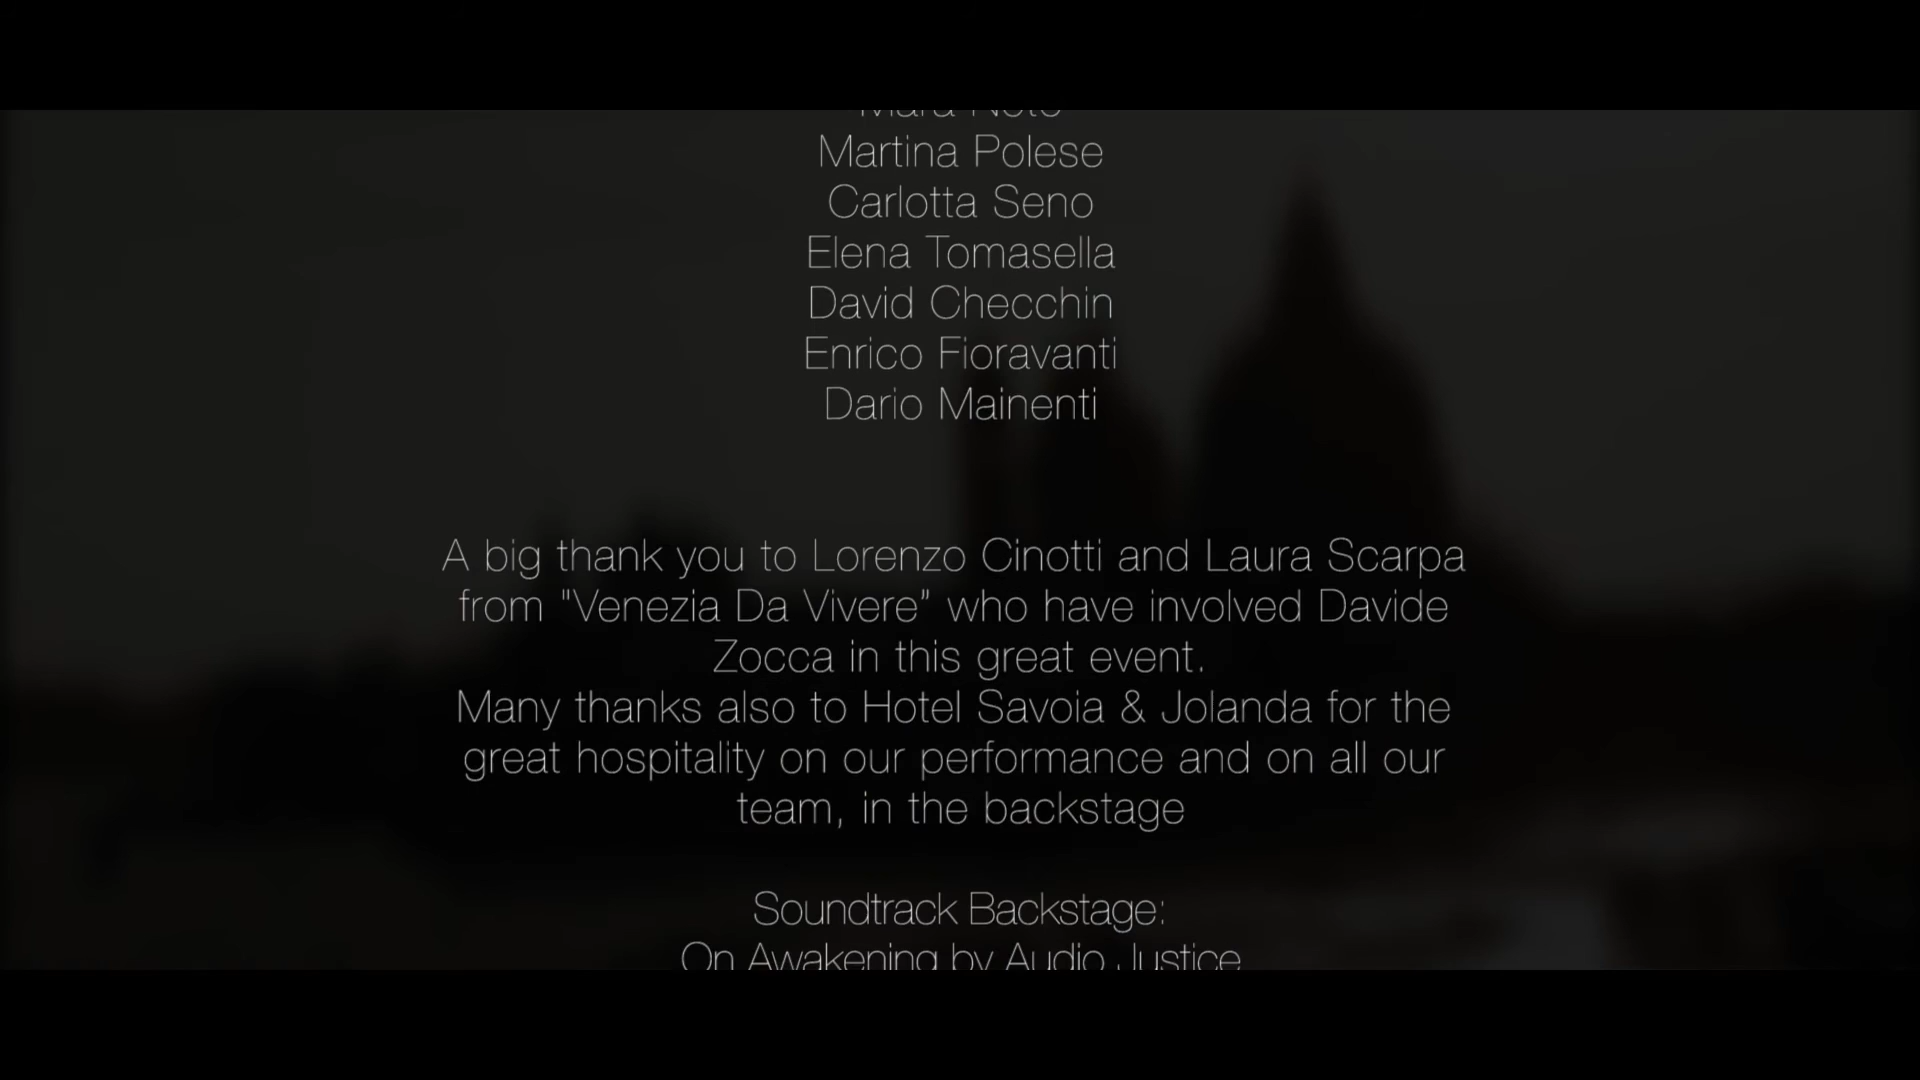 Martina Polese
Carlotta Seno
Elena Tomasella
David Checchin
Enrico Fioravanti
Dario Mainenti
A big thank you to Lorenzo Cinotti and Laura Scarpa
from "Venezia Da Vivere” who have involved Davide
Zocca in this great event.
Many thanks also to Hotel Savoia & Jolanda for the
great hospitality on our performance and on all our
team, in the backstage
Soundtrack Backstage:
On Awakening by Audio Justice